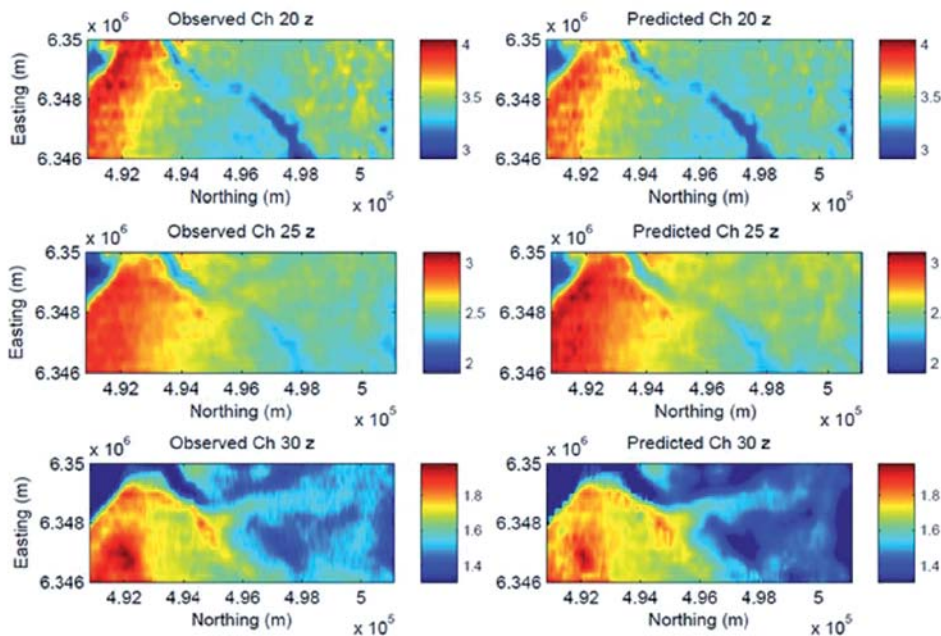 x 10⁶ Observed Ch 20 z
x 10⁶ Predicted Ch 20 z
6.35
6.348
6.346
Easting (m)
4.92 4.94 4.96 4.98 5
Northing (m)
x 10⁵
4
3.5
3
6.35
6.348
6.346
4.92 4.94 4.96 4.98 5
Northing (m)
x 10⁵
4
3.5
3
x 10⁶ Observed Ch 25 z
x 10⁶ Predicted Ch 25 z
6.35
6.348
6.346
Easting (m)
4.92 4.94 4.96 4.98 5
Northing (m)
x 10⁵
3
2.5
2
6.35
6.348
6.346
4.92 4.94 4.96 4.98 5
Northing (m)
x 10⁵
3
2.5
2
x 10⁶ Observed Ch 30 z
x 10⁶ Predicted Ch 30 z
6.35
6.348
6.346
Easting (m)
4.92 4.94 4.96 4.98 5
Northing (m)
x 10⁵
1.8
1.6
1.4
6.35
6.348
6.346
4.92 4.94 4.96 4.98 5
Northing (m)
x 10⁵
1.8
1.6
1.4